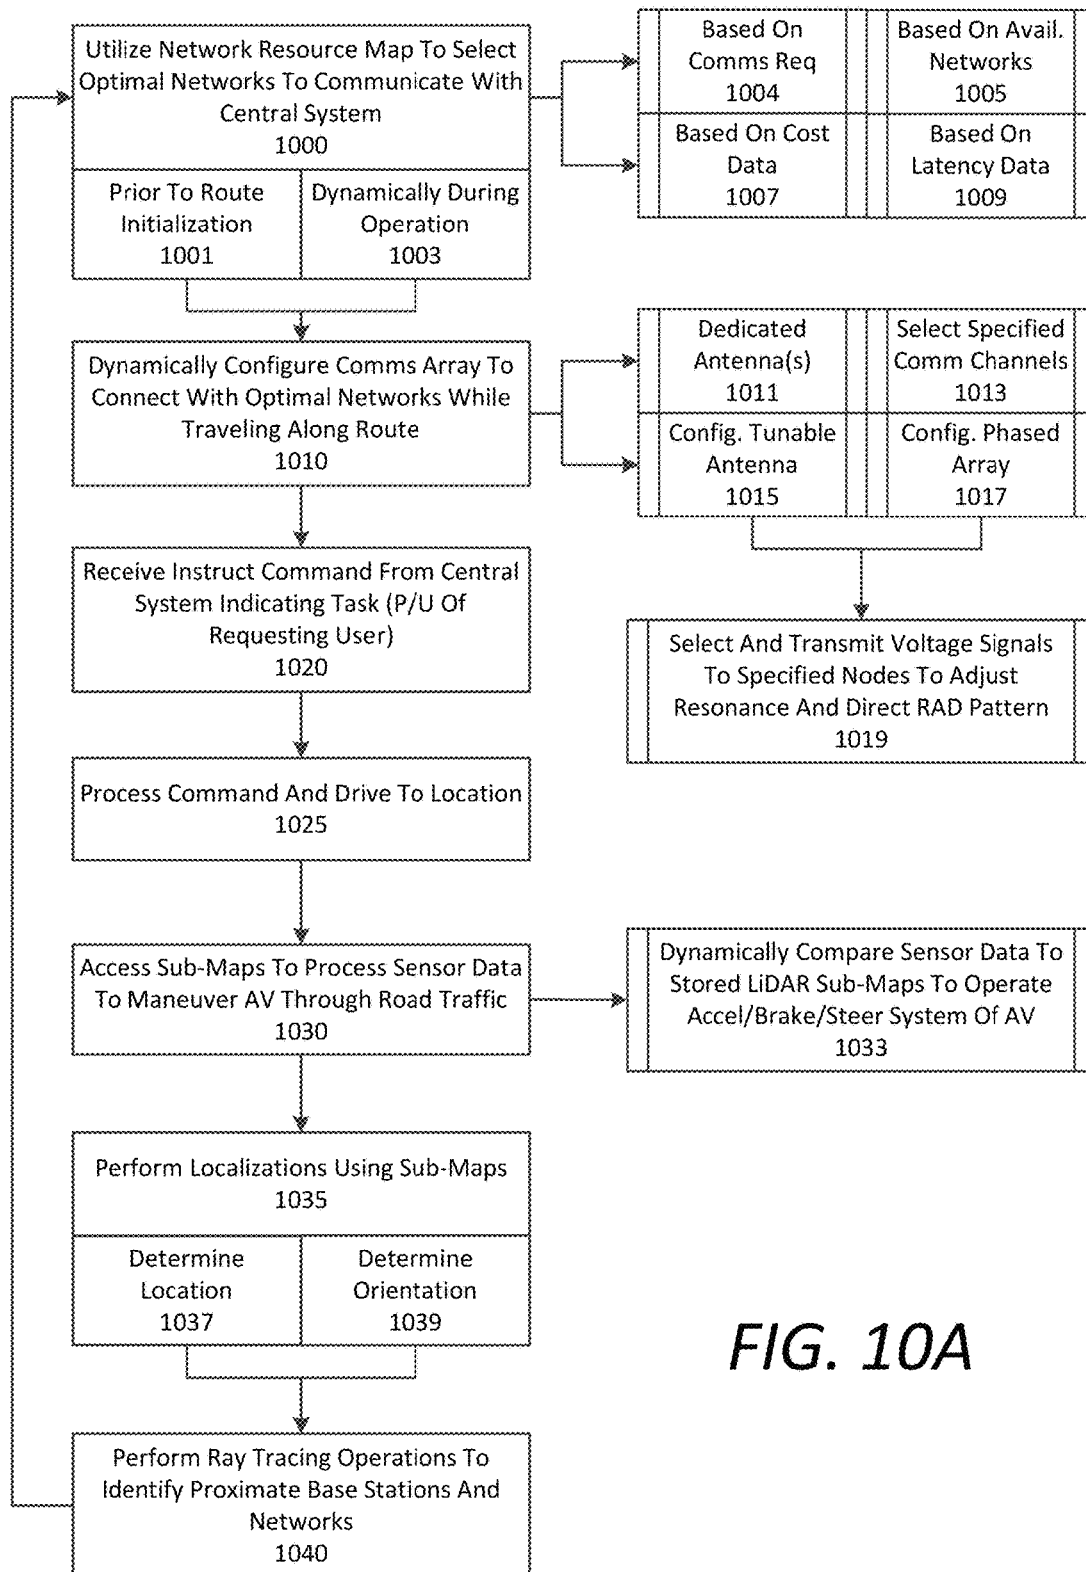 Utilize Network Resource Map To Select
Optimal Networks To Communicate With
Central System
1000
Prior To Route
Initialization
1001
Dynamically During
Operation
1003
Based On
Comms Req
1004
Based On Avail.
Networks
1005
Based On Cost
Data
1007
Based On
Latency Data
1009
Dynamically Configure Comms Array To
Connect With Optimal Networks While
Traveling Along Route
1010
Dedicated
Antenna(s)
1011
Select Specified
Comm Channels
1013
Config. Tunable
Antenna
1015
Config. Phased
Array
1017
Select And Transmit Voltage Signals
To Specified Nodes To Adjust
Resonance And Direct RAD Pattern
1019
Receive Instruct Command From Central
System Indicating Task (P/U Of
Requesting User)
1020
Process Command And Drive To Location
1025
Access Sub-Maps To Process Sensor Data
To Maneuver AV Through Road Traffic
1030
Dynamically Compare Sensor Data To
Stored LiDAR Sub-Maps To Operate
Accel/Brake/Steer System Of AV
1033
Perform Localizations Using Sub-Maps
1035
Determine
Location
1037
Determine
Orientation
1039
Perform Ray Tracing Operations To
Identify Proximate Base Stations And
Networks
1040
FIG. 10A